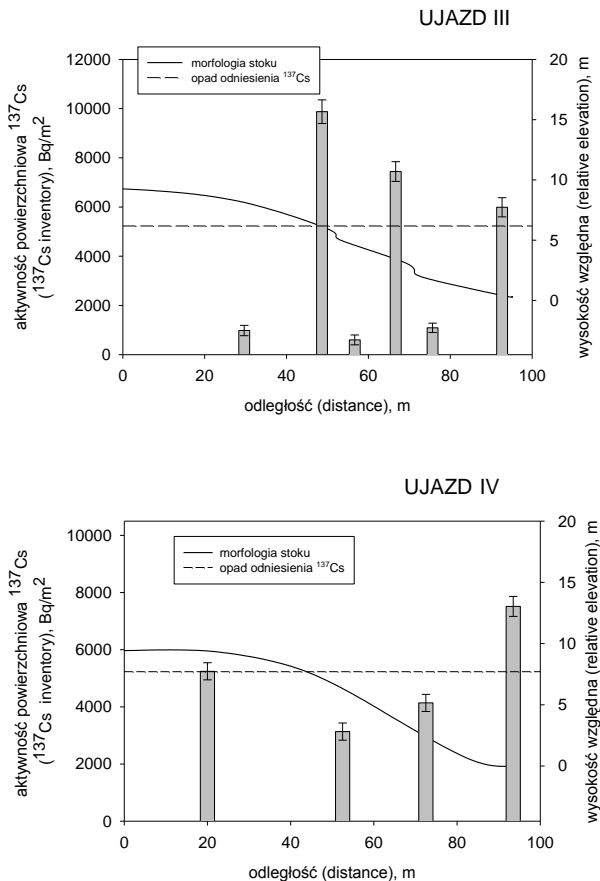 UJAZD III
morfologia stoku
opad odniesienia ¹³⁷Cs
12000
10000
8000
6000
4000
2000
0
20
15
10
5
0
0 20 40 60 80 100
aktywność powierzchniowa ¹³⁷Cs
(¹³⁷Cs inventory), Bq/m²
wysokość względna (relative elevation), m
odległość (distance), m
UJAZD IV
morfologia stoku
opad odniesienia ¹³⁷Cs
10000
8000
6000
4000
2000
0
20
15
10
5
0
0 20 40 60 80 100
aktywność powierzchniowa ¹³⁷Cs
(¹³⁷Cs inventory), Bq/m²
wysokość względna (relative elevation), m
odległość (distance), m